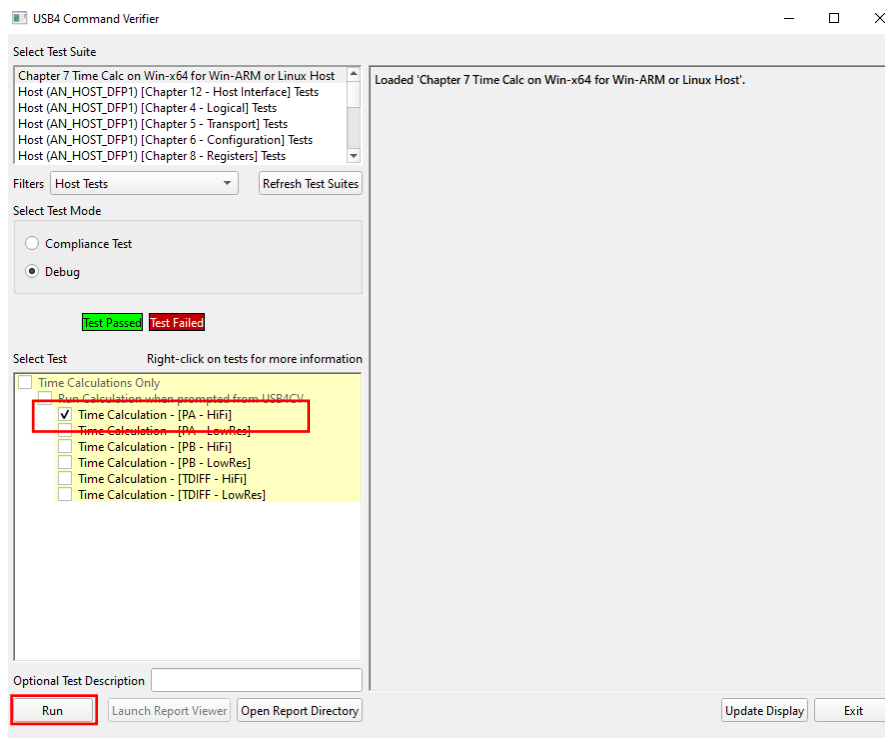 USB4 Command Verifier
Select Test Suite
Chapter 7 Time Calc on Win-x64 for Win-ARM or Linux Host
Host (AN_HOST_DFP1) [Chapter 12 - Host Interface] Tests
Host (AN_HOST_DFP1) [Chapter 4 - Logical] Tests
Host (AN_HOST_DFP1) [Chapter 5 - Transport] Tests
Host (AN_HOST_DFP1) [Chapter 6 - Configuration] Tests
Host (AN_HOST_DFP1) [Chapter 8 - Registers] Tests
Filters Host Tests Refresh Test Suites
Select Test Mode
Compliance Test
Debug
Test Passed Test Failed
Select Test Right-click on tests for more information
Time Calculations Only
Run Calculation when prompted from USB4CV
Time Calculation - [PA - HiFi]
Time Calculation - [PA - LowRes]
Time Calculation - [PB - HiFi]
Time Calculation - [PB - LowRes]
Time Calculation - [TDIFF - HiFi]
Time Calculation - [TDIFF - LowRes]
Optional Test Description
Run Launch Report Viewer Open Report Directory
Loaded 'Chapter 7 Time Calc on Win-x64 for Win-ARM or Linux Host'.
Update Display Exit